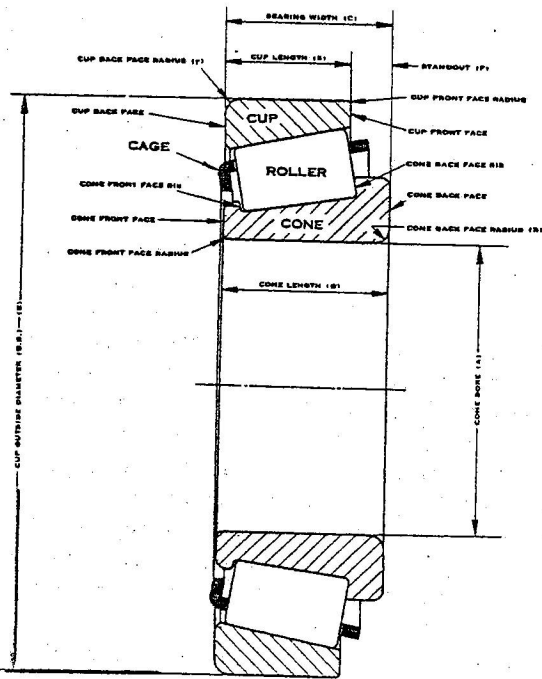 BEARING WIDTH (C)
CUP LENGTH (D)
CUP BACK FACE RADIUS (r)
STANDOUT (F)
CUP FRONT FACE RADIUS
CUP BACK FACE
CUP
CUP FRONT FACE
CAGE
ROLLER
CONE BACK FACE RIB
CONE FRONT FACE RIB
CONE BACK FACE
CONE FRONT FACE
CONE
CONE BACK FACE RADIUS (R)
CONE FRONT FACE RADIUS
CONE LENGTH
CUP OUTSIDE DIAMETER
CONE BORE (A)